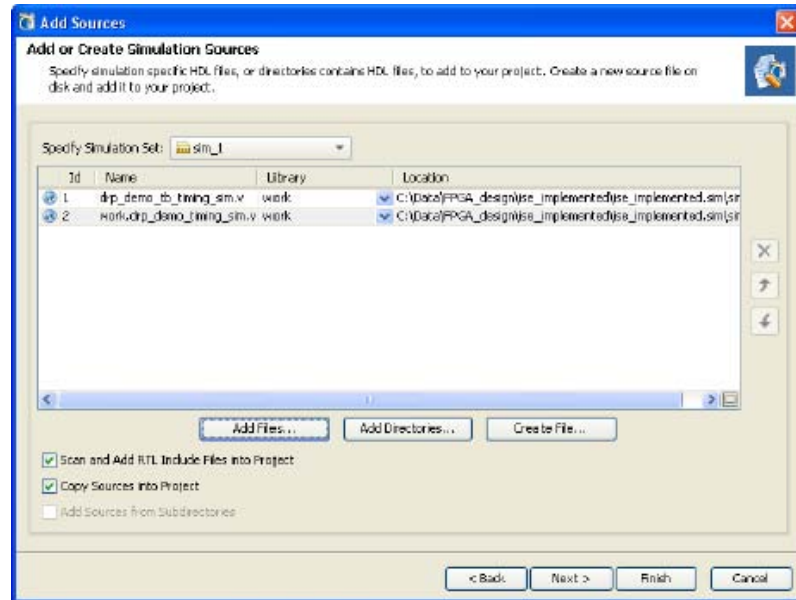 Add Sources
Add or Create Simulation Sources
Specify simulation specific HDL files, or directories contains HDL files, to add to your project. Create a new source file on
disk and add it to your project.
Specify Simulation Set: sim_1
Id Name Library Location
1 drp_demo_tb_timing_sim.v work C:\Data\FPGA_design\ise_implemented\ise_implemented.sim\sir
2 work.drp_demo_timing_sim.v work C:\Data\FPGA_design\ise_implemented\ise_implemented.sim\sir
Add Files... Add Directories... Create File...
Scan and Add RTL Include Files into Project
Copy Sources into Project
Add Sources from Subdirectories
< Back Next > Finish Cancel